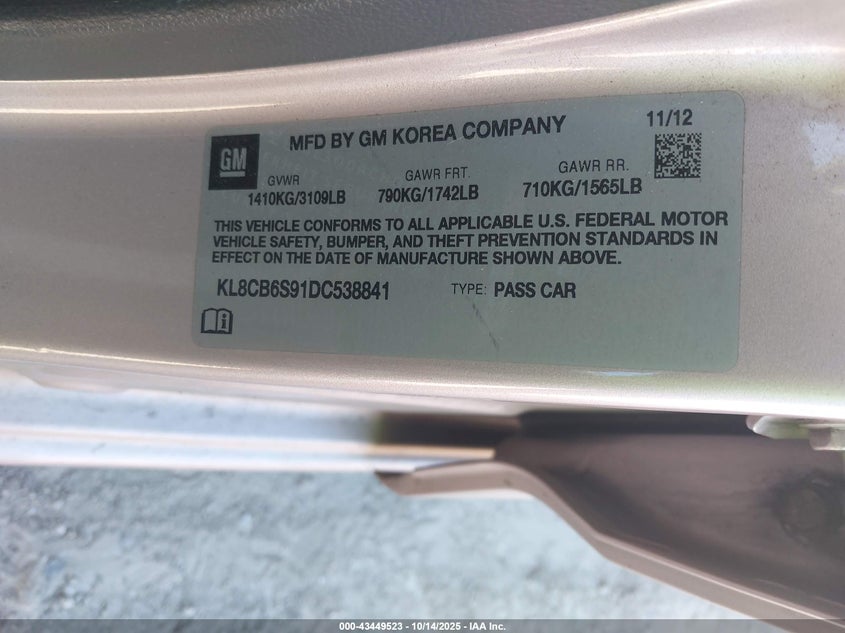 GM
MFD BY GM KOREA COMPANY
11/12
GVWR
1410KG/3109LB
GAWR FRT.
790KG/1742LB
GAWR RR.
710KG/1565LB
THIS VEHICLE CONFORMS TO ALL APPLICABLE U.S. FEDERAL MOTOR
VEHICLE SAFETY, BUMPER, AND THEFT PREVENTION STANDARDS IN
EFFECT ON THE DATE OF MANUFACTURE SHOWN ABOVE.
KL8CB6S91DC538841 TYPE: PASS CAR
000-43449523 - 10/14/2025 - IAA Inc.